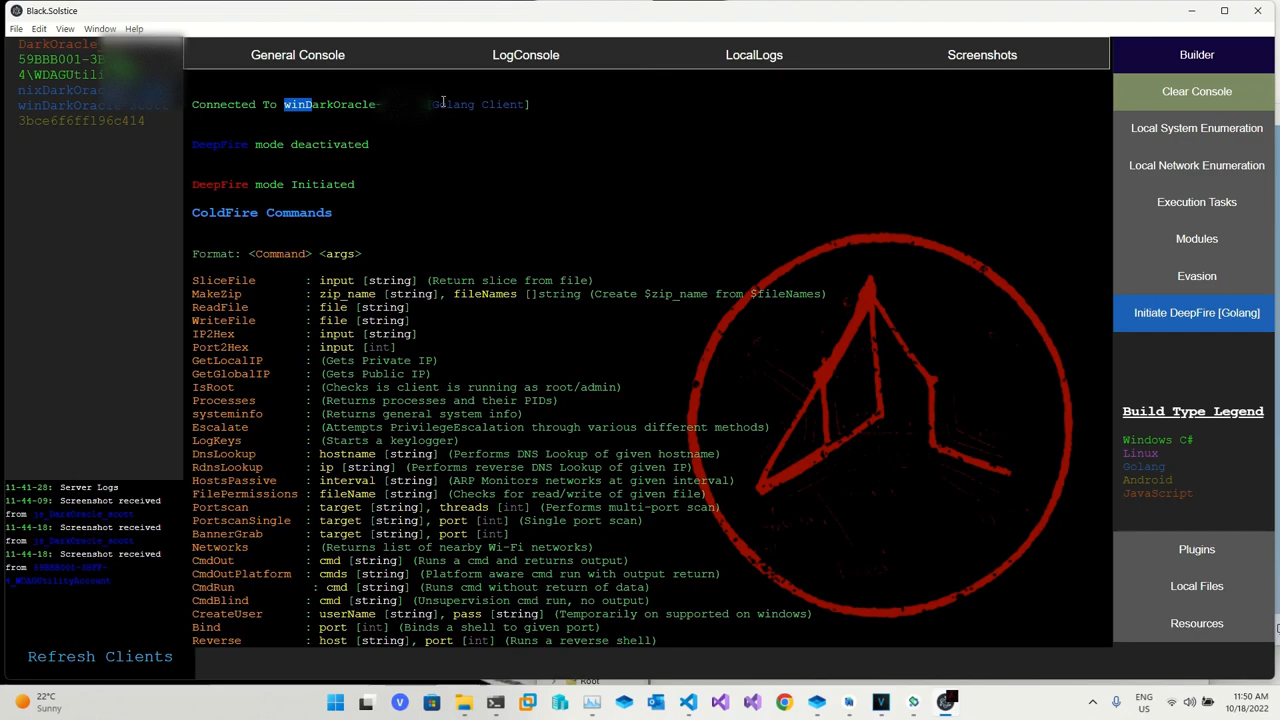 Black.Solstice
File Edit View Window Help
DarkOracle_
59BBB001-3B
4\WDAGUtili
nixDarkOrac
winDarkOracle
3bce6f6ff196c414
General Console
LogConsole
LocalLogs
Screenshots
Connected To winDarkOracle- [Golang Client]
DeepFire mode deactivated
DeepFire mode Initiated
ColdFire Commands
Format: <Command> <args>
SliceFile : input [string] (Return slice from file)
MakeZip : zip_name [string], fileNames []string (Create $zip_name from $fileNames)
ReadFile : file [string]
WriteFile : file [string]
IP2Hex : input [string]
Port2Hex : input [int]
GetLocalIP : (Gets Private IP)
GetGlobalIP : (Gets Public IP)
IsRoot : (Checks is client is running as root/admin)
Processes : (Returns processes and their PIDs)
systeminfo : (Returns general system info)
Escalate : (Attempts PrivilegeEscalation through various different methods)
LogKeys : (Starts a keylogger)
DnsLookup : hostname [string] (Performs DNS Lookup of given hostname)
RdnsLookup : ip [string] (Performs reverse DNS Lookup of given IP)
HostsPassive : interval [string] (ARP Monitors networks at given interval)
FilePermissions : fileName [string] (Checks for read/write of given file)
Portscan : target [string], threads [int] (Performs multi-port scan)
PortscanSingle : target [string], port [int] (Single port scan)
BannerGrab : target [string], port [int]
Networks : (Returns list of nearby Wi-Fi networks)
CmdOut : cmd [string] (Runs a cmd and returns output)
CmdOutPlatform : cmds [string] (Platform aware cmd run with output return)
CmdRun : cmd [string] (Runs cmd without return of data)
CmdBlind : cmd [string] (Unsupervision cmd run, no output)
CreateUser : userName [string], pass [string] (Temporarily on supported on windows)
Bind : port [int] (Binds a shell to given port)
Reverse : host [string], port [int] (Runs a reverse shell)
Builder
Clear Console
Local System Enumeration
Local Network Enumeration
Execution Tasks
Modules
Evasion
Initiate DeepFire [Golang]
Build Type Legend
Windows C#
Linux
Golang
Android
JavaScript
Plugins
Local Files
Resources
11-41-28: Server Logs
11-44-09: Screenshot received
from js_DarkOracle_scott
11-44-18: Screenshot received
from js_DarkOracle_scott
11-44-18: Screenshot received
from
4_WDAGUtilityAccount
Refresh Clients
Root
22°C
Sunny
ENG
IN
11:50 AM
10/18/2022